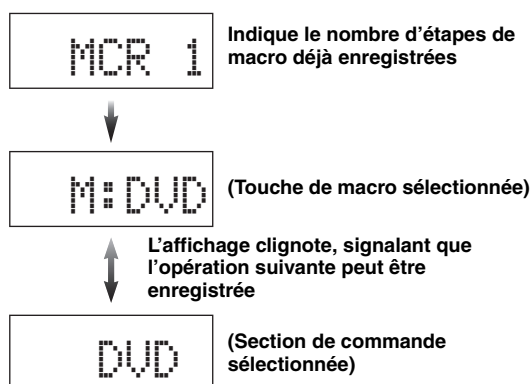 MCR 1
Indique le nombre d’étapes de
macro déjà enregistrées
M:DVD
(Touche de macro sélectionnée)
L’affichage clignote, signalant que
l’opération suivante peut être
enregistrée
DVD
(Section de commande
sélectionnée)